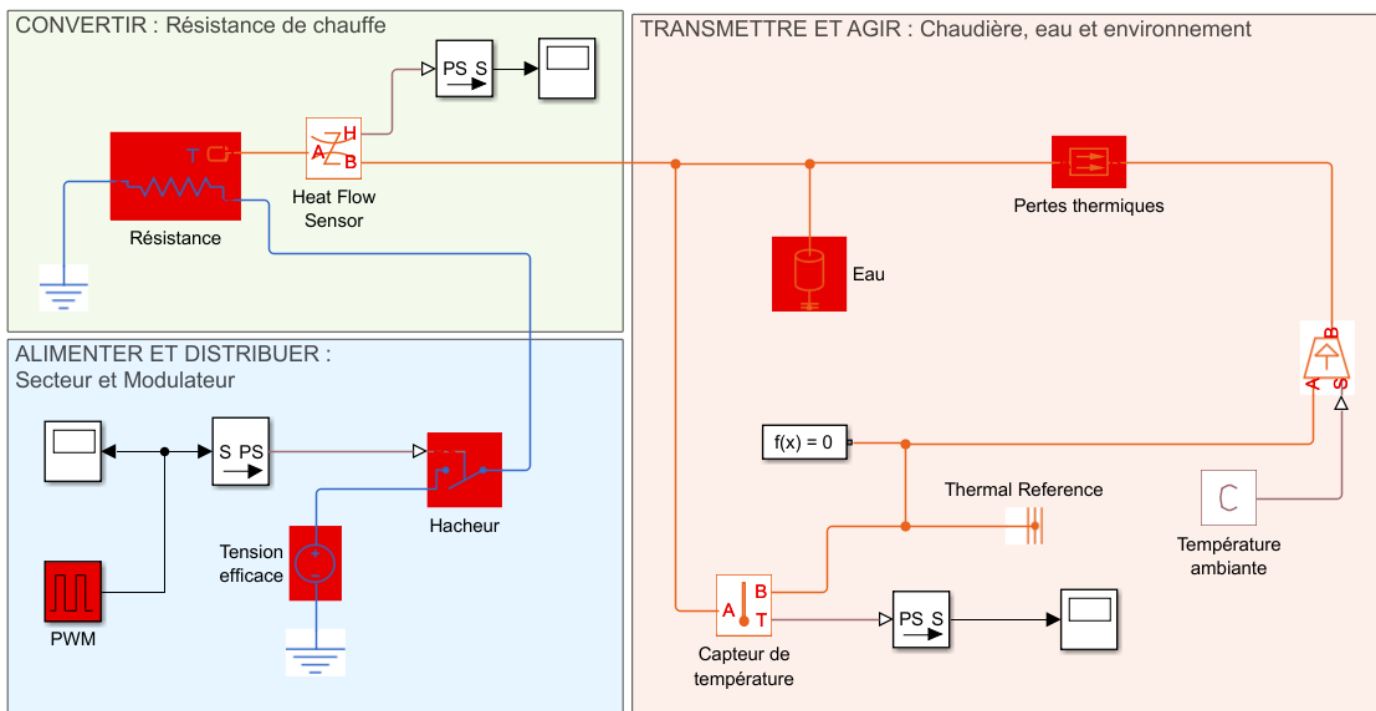 CONVERTIR : Résistance de chauffe
PS S
H
A
B
T
Heat Flow
Sensor
Résistance
ALIMENTER ET DISTRIBUER :
Secteur et Modulateur
S PS
Hacheur
Tension
efficace
+
−
PWM
TRANSMETTRE ET AGIR : Chaudière, eau et environnement
Pertes thermiques
Eau
B
A
S
f(x) = 0
Thermal Reference
C
Température
ambiante
A
B
T
PS S
Capteur de
température